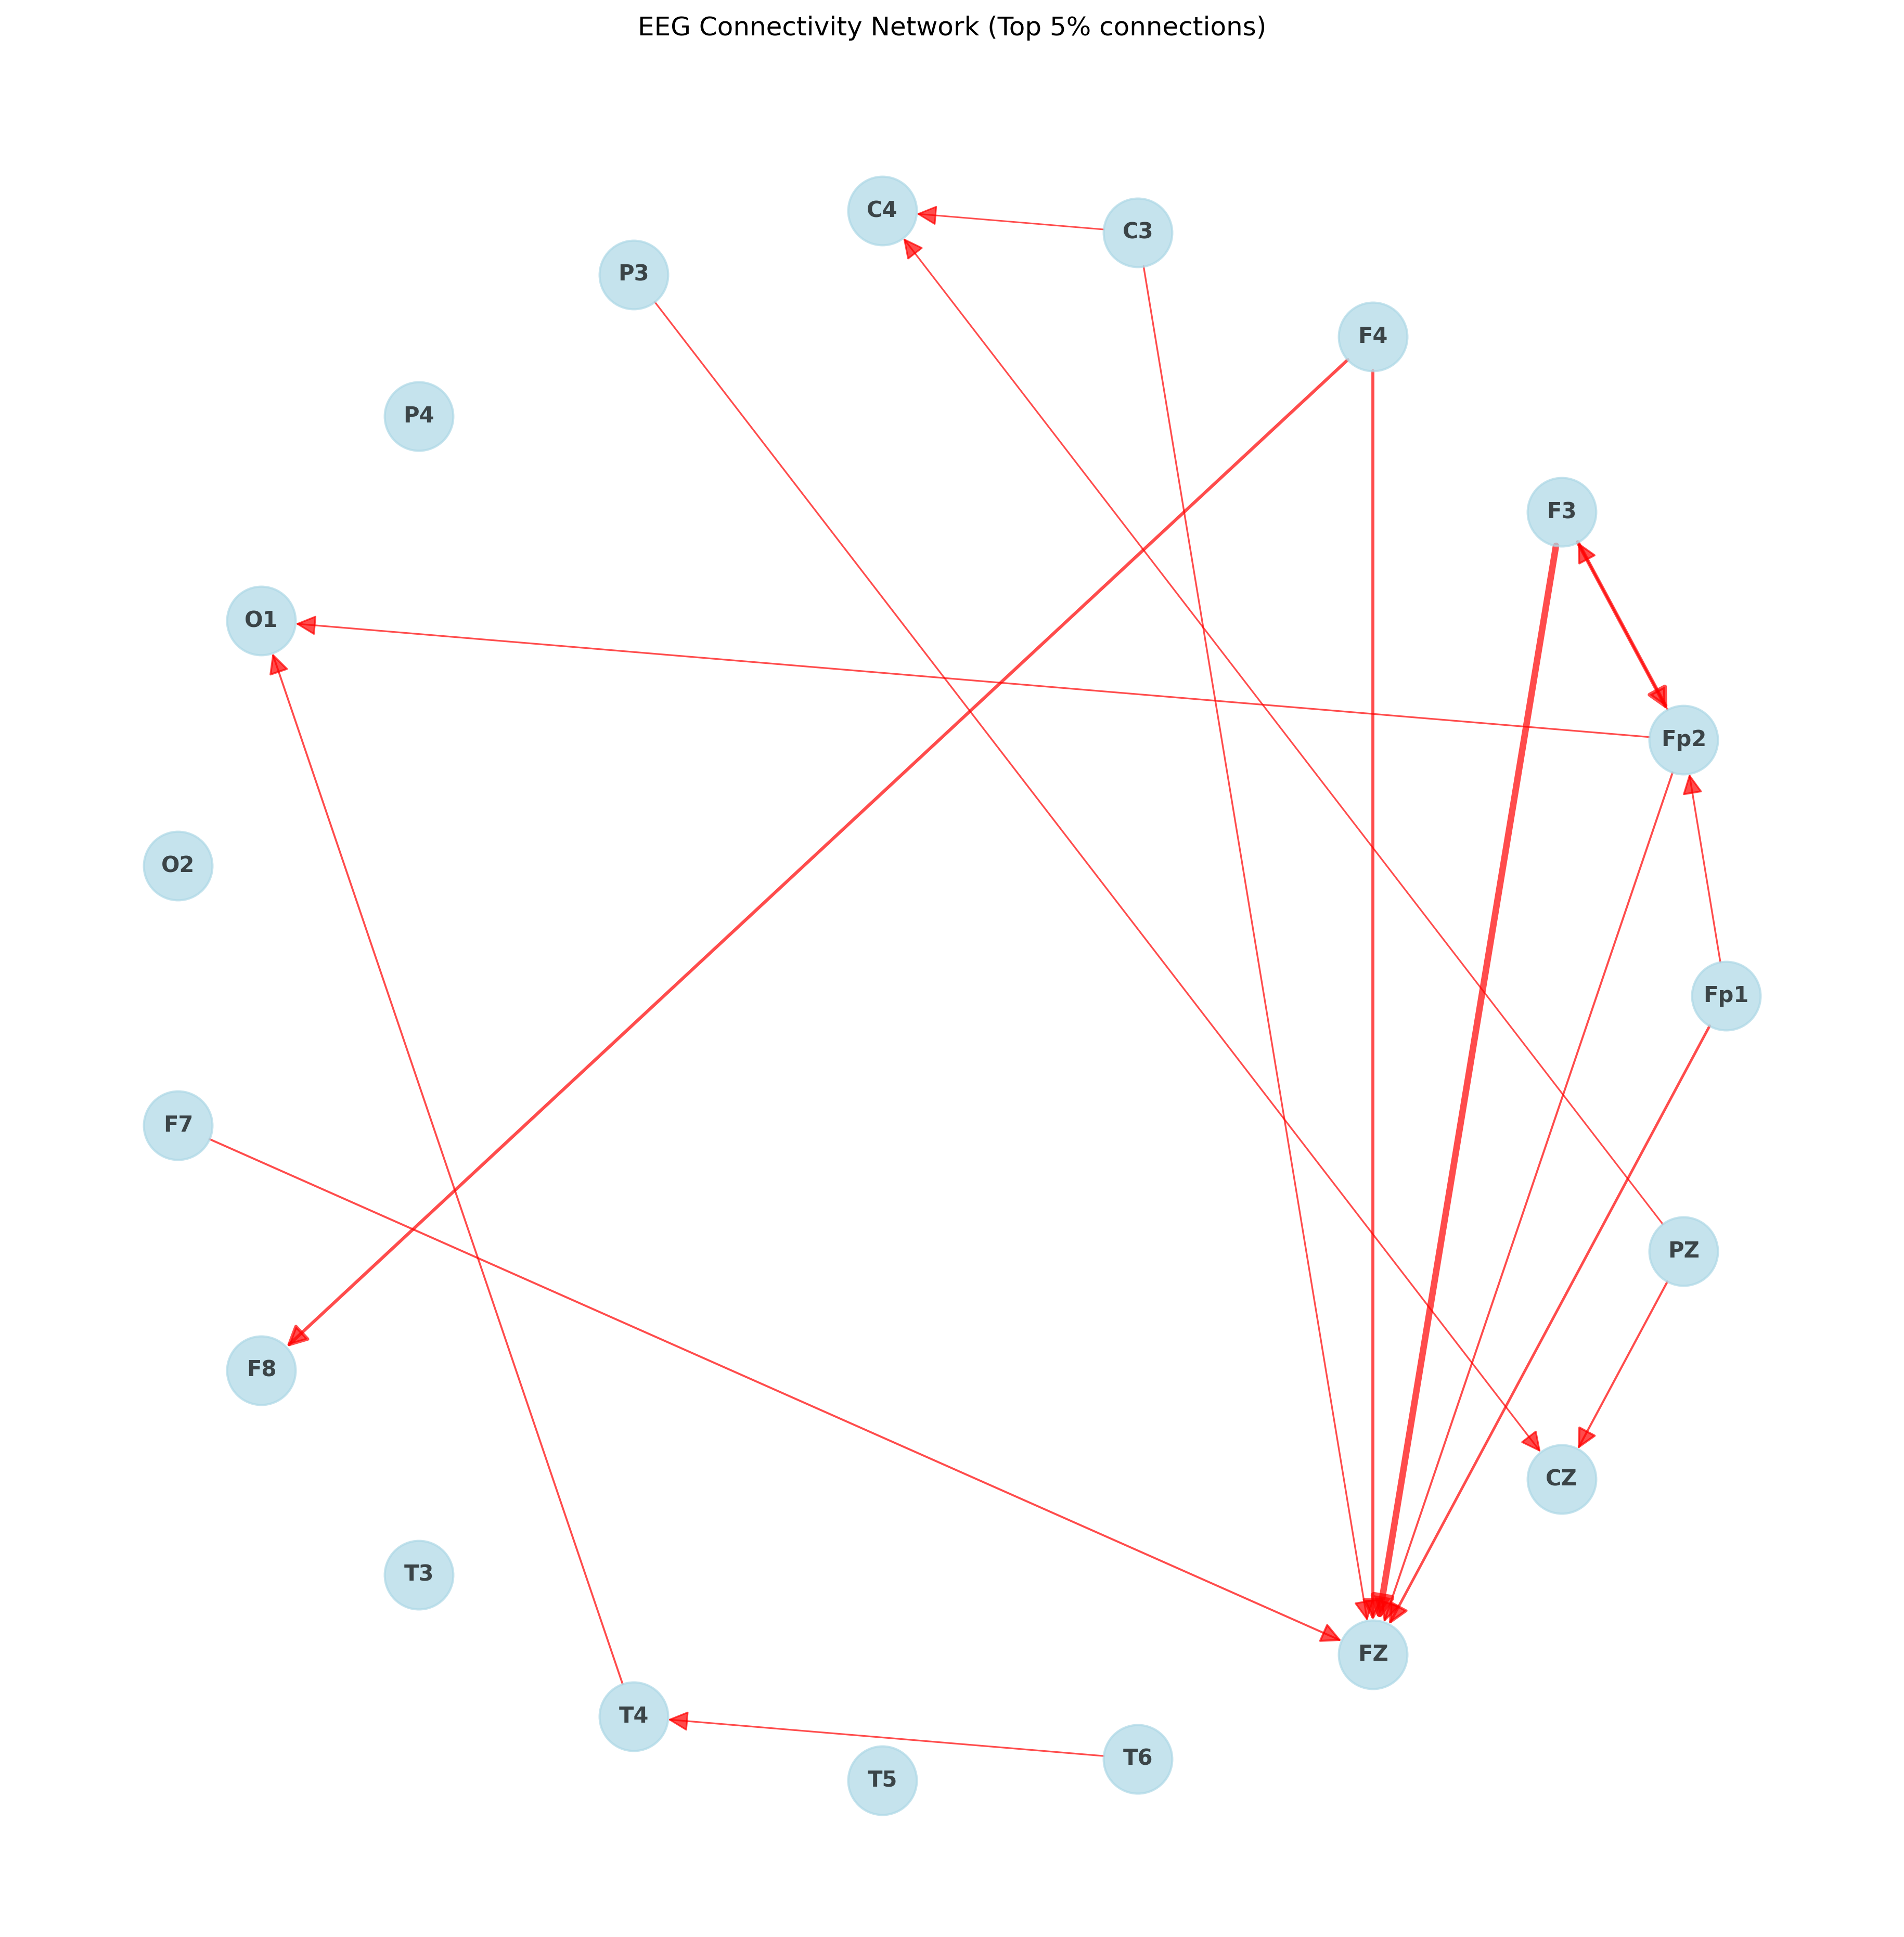 EEG Connectivity Network (Top 5% connections)
C4
C3
P3
F4
P4
F3
O1
Fp2
O2
Fp1
F7
PZ
F8
CZ
T3
FZ
T4
T6
T5